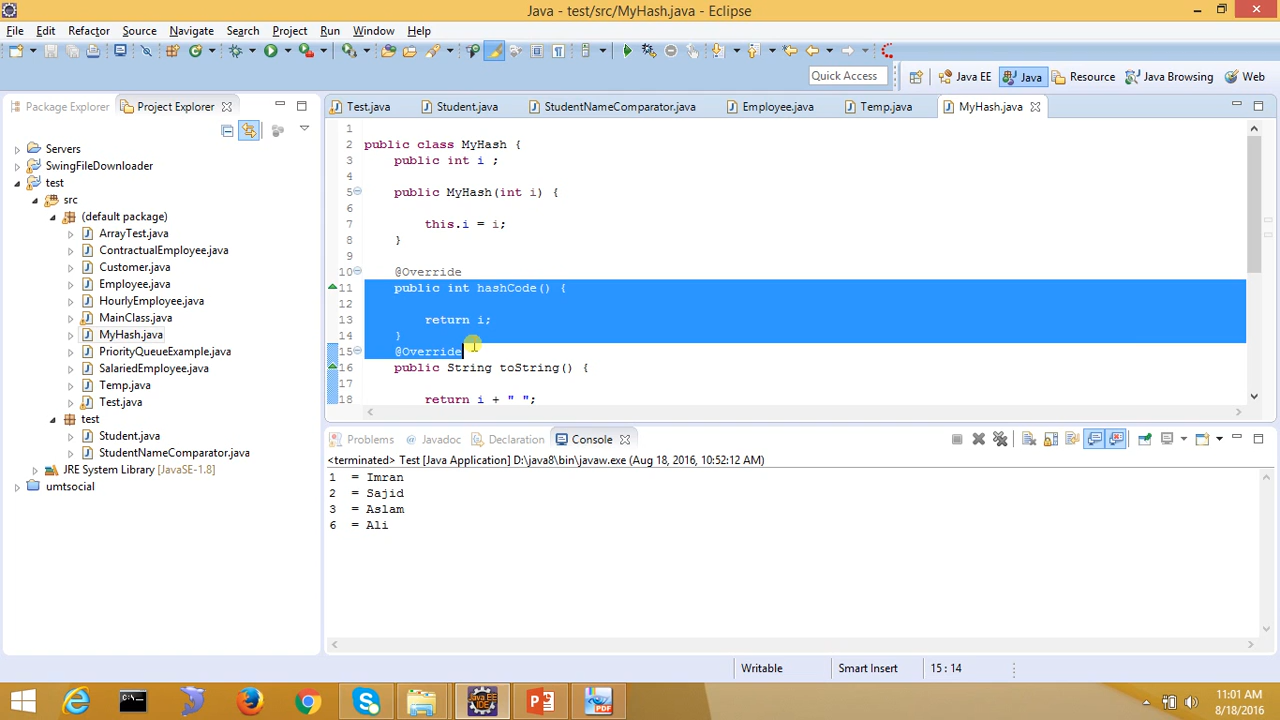 Java - test/src/MyHash.java - Eclipse
File Edit Refactor Source Navigate Search Project Run Window Help
Quick Access Java EE Java Resource Java Browsing Web
Package Explorer Project Explorer
Servers
SwingFileDownloader
test
src
(default package)
ArrayTest.java
ContractualEmployee.java
Customer.java
Employee.java
HourlyEmployee.java
MainClass.java
MyHash.java
PriorityQueueExample.java
SalariedEmployee.java
Temp.java
Test.java
test
Student.java
StudentNameComparator.java
JRE System Library [JavaSE-1.8]
umtsocial
Test.java Student.java StudentNameComparator.java Employee.java Temp.java MyHash.java
1
2 public class MyHash {
3 public int i ;
4
5 public MyHash(int i) {
6
7 this.i = i;
8 }
9
10 @Override
11 public int hashCode() {
12
13 return i;
14 }
15 @Override
16 public String toString() {
17
18 return i + " ";
Problems Javadoc Declaration Console
<terminated> Test [Java Application] D:\java8\bin\javaw.exe (Aug 18, 2016, 10:52:12 AM)
1 = Imran
2 = Sajid
3 = Aslam
6 = Ali
Writable Smart Insert 15 : 14
11:01 AM
8/18/2016